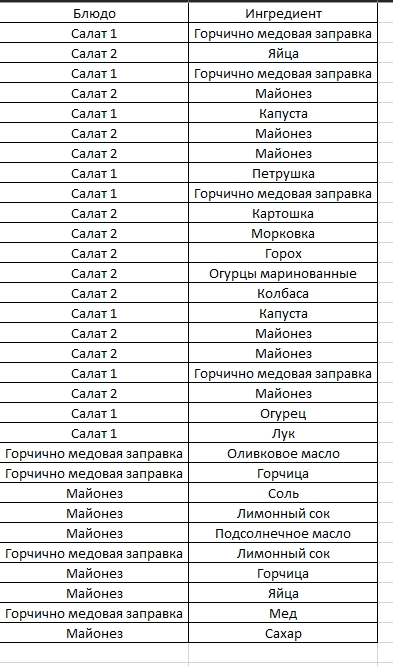 Блюдо Ингредиент
Салат 1 Горчично медовая заправка
Салат 2 Яйца
Салат 1 Горчично медовая заправка
Салат 2 Майонез
Салат 1 Капуста
Салат 2 Майонез
Салат 2 Майонез
Салат 1 Петрушка
Салат 1 Горчично медовая заправка
Салат 2 Картошка
Салат 2 Морковка
Салат 2 Горох
Салат 2 Огурцы маринованные
Салат 2 Колбаса
Салат 1 Капуста
Салат 2 Майонез
Салат 2 Майонез
Салат 1 Горчично медовая заправка
Салат 2 Майонез
Салат 1 Огурец
Салат 1 Лук
Горчично медовая заправка Оливковое масло
Горчично медовая заправка Горчица
Майонез Соль
Майонез Лимонный сок
Майонез Подсолнечное масло
Горчично медовая заправка Лимонный сок
Майонез Горчица
Майонез Яйца
Горчично медовая заправка Мед
Майонез Сахар